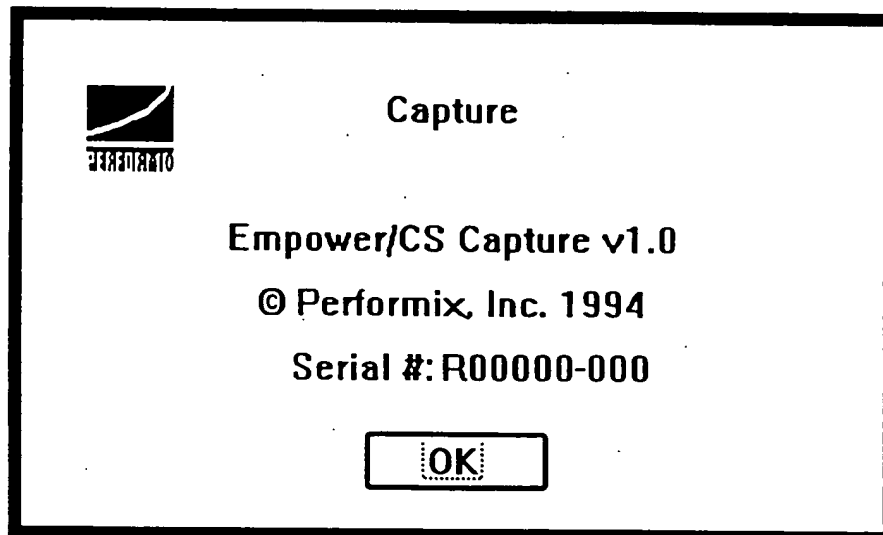 Capture
PERFORMIX
Empower/CS Capture v1.0
© Performix, Inc. 1994
Serial #: R00000-000
OK